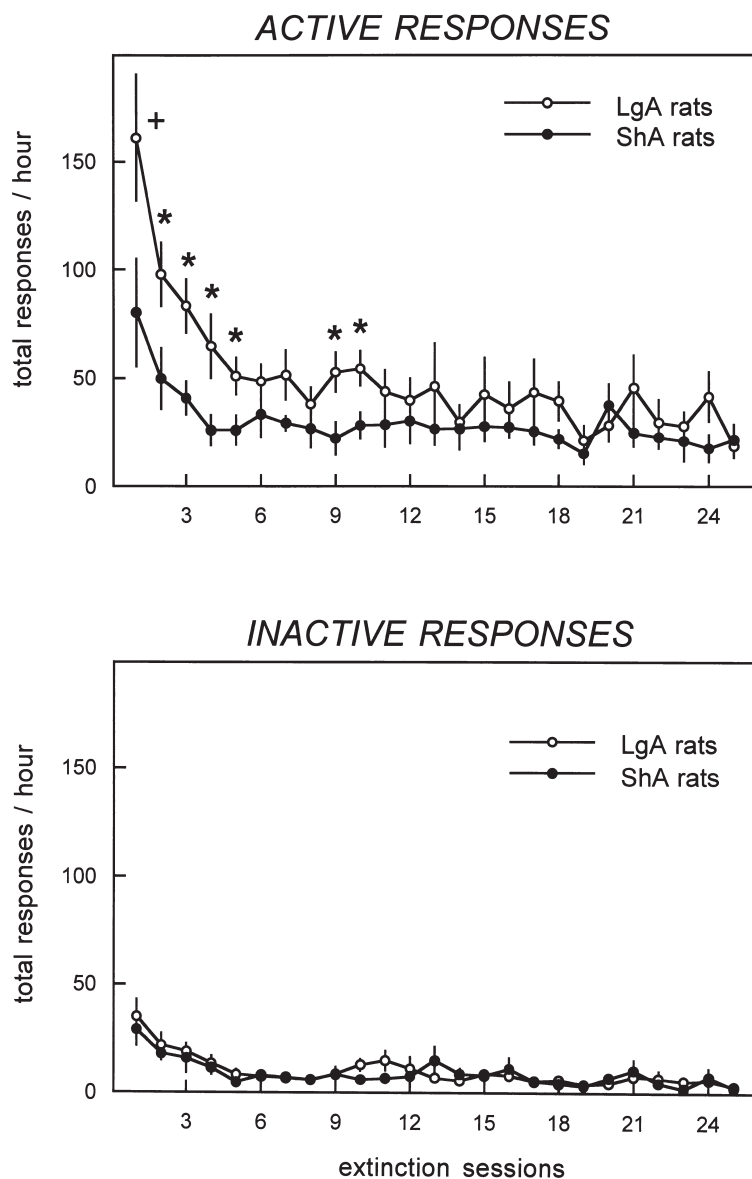 ACTIVE RESPONSES
total responses / hour
150
100
50
0
LgA rats
ShA rats
+
*
*
*
*
*
*
3 6 9 12 15 18 21 24
INACTIVE RESPONSES
total responses / hour
150
100
50
0
LgA rats
ShA rats
3 6 9 12 15 18 21 24
extinction sessions